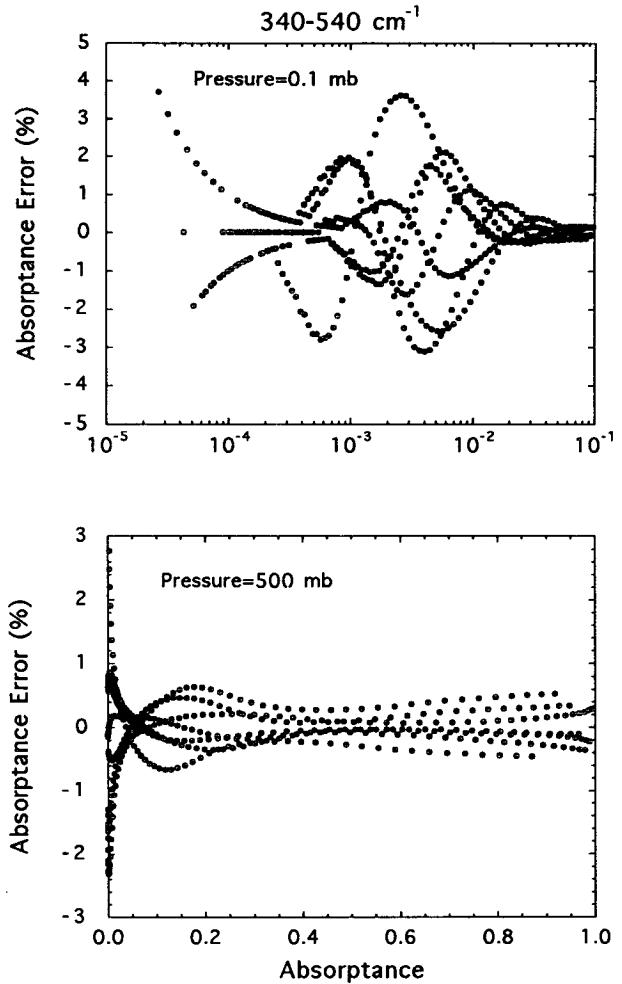 340-540 cm⁻¹
Pressure=0.1 mb
Absorptance Error (%)
5
4
3
2
1
0
-1
-2
-3
-4
-5
10⁻⁵ 10⁻⁴ 10⁻³ 10⁻² 10⁻¹
Pressure=500 mb
Absorptance Error (%)
3
2
1
0
-1
-2
-3
0.0 0.2 0.4 0.6 0.8 1.0
Absorptance